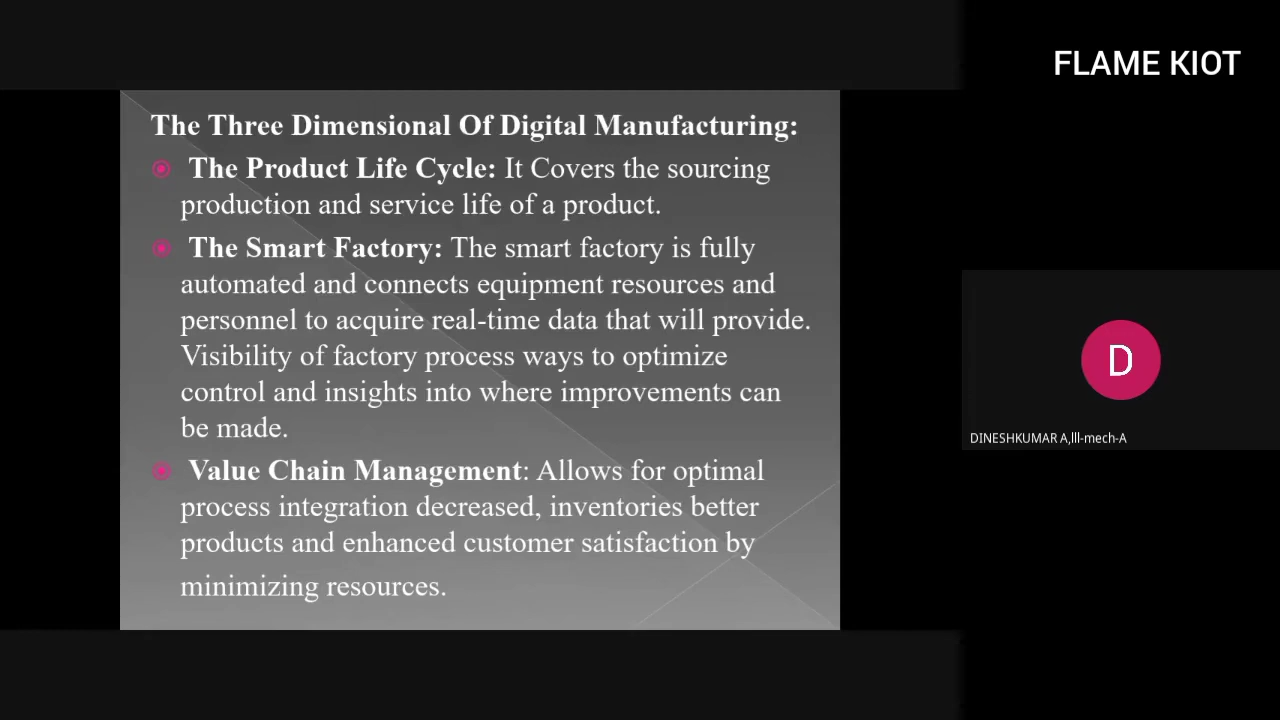 FLAME KIOT
The Three Dimensional Of Digital Manufacturing:
The Product Life Cycle: It Covers the sourcing
production and service life of a product.
The Smart Factory: The smart factory is fully
automated and connects equipment resources and
personnel to acquire real-time data that will provide.
Visibility of factory process ways to optimize
control and insights into where improvements can
be made.
Value Chain Management: Allows for optimal
process integration decreased, inventories better
products and enhanced customer satisfaction by
minimizing resources.
D
DINESHKUMAR A,lll-mech-A